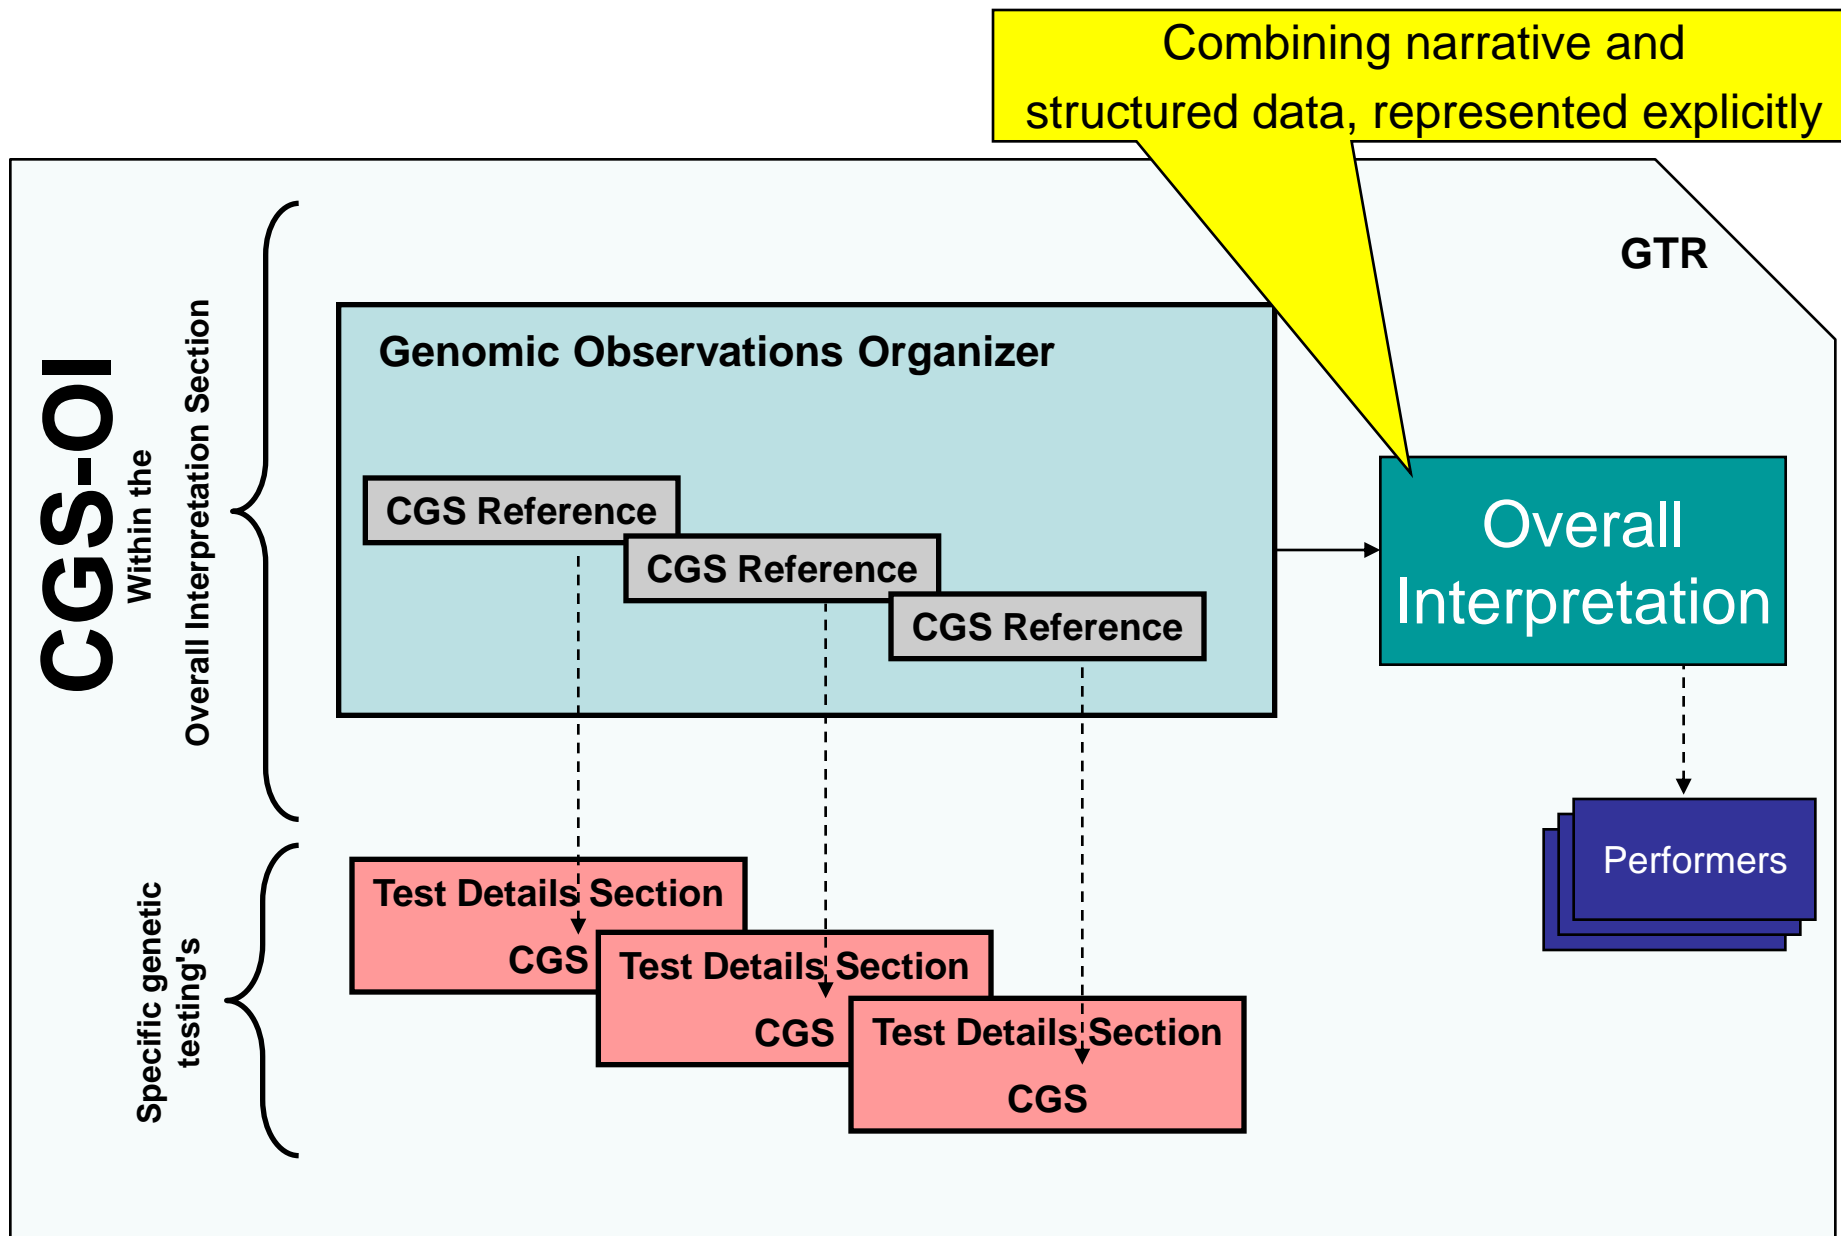 Combining narrative and
structured data, represented explicitly
GTR
CGS-OI
Within the
Overall Interpretation Section
Genomic Observations Organizer
CGS Reference
CGS Reference
CGS Reference
Overall
Interpretation
Performers
Specific genetic
testing's
Test Details Section
CGS
Test Details Section
CGS
Test Details Section
CGS